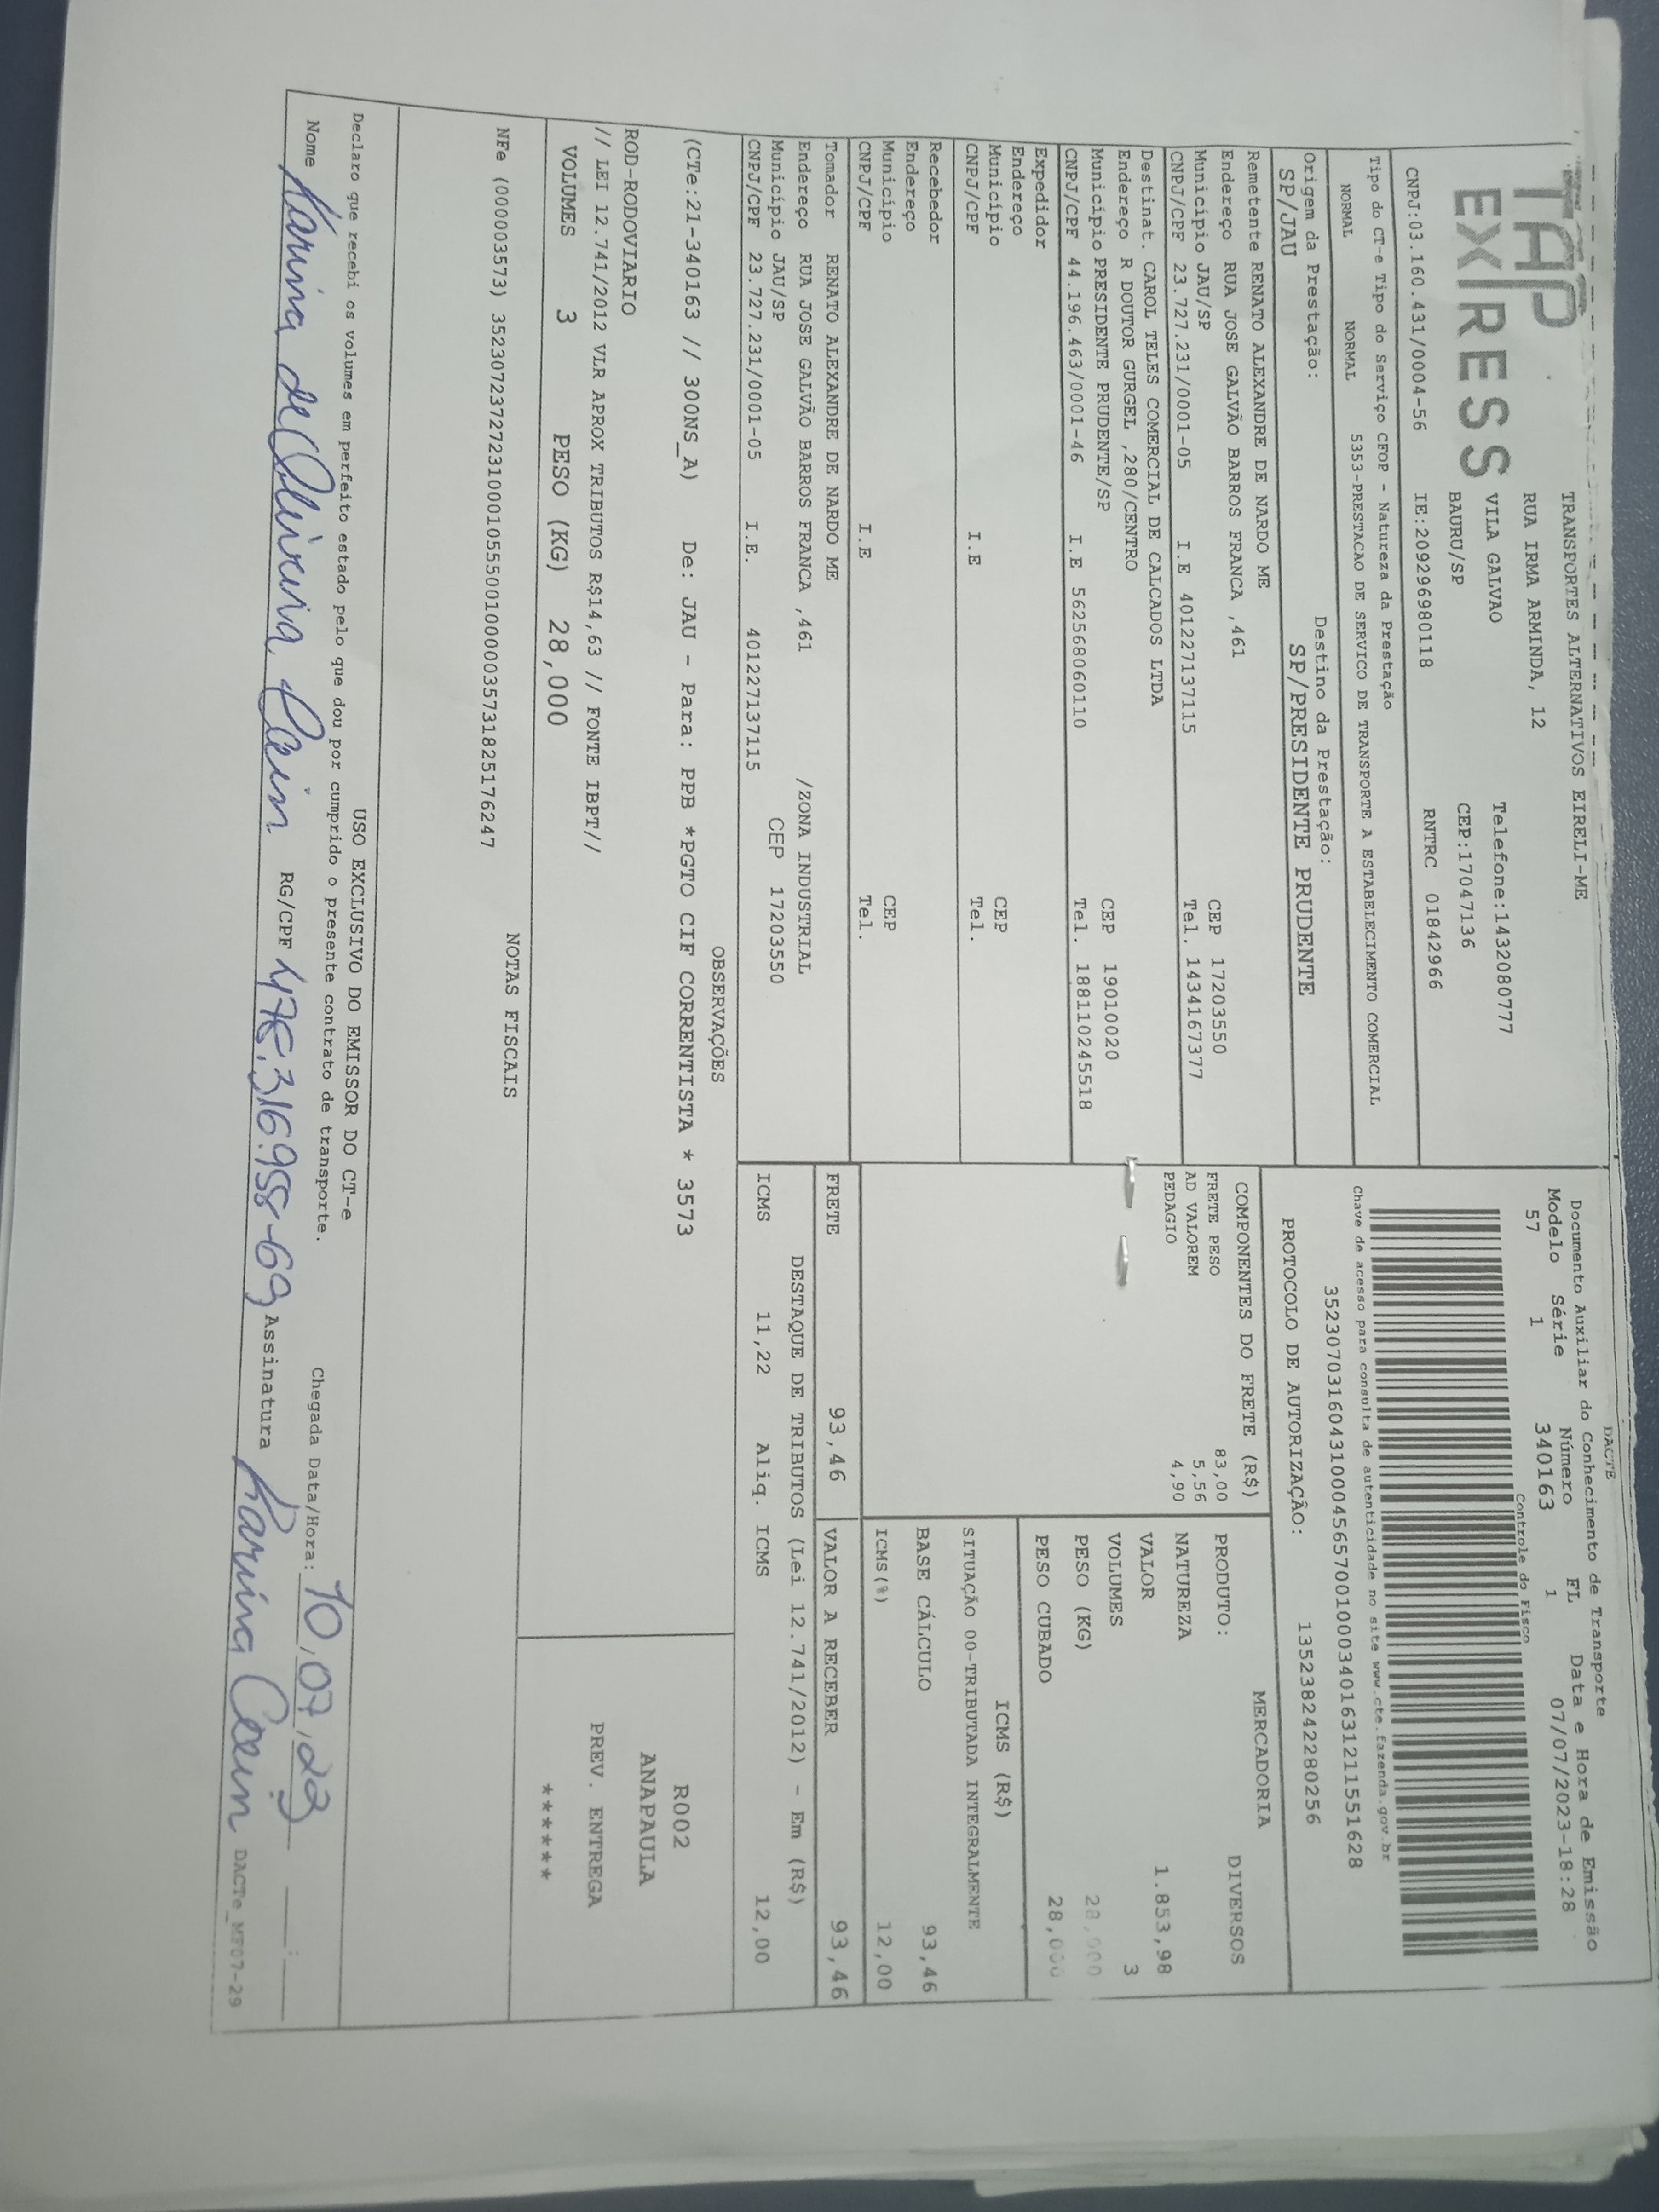 TAP
EXPRESS
TRANSPORTES ALTERNATIVOS EIRELI-ME
RUA IRMA ARMINDA, 12
VILA GALVAO Telefone:1432080777
BAURU/SP CEP:17047136
CNPJ:03.160.431/0004-56 IE:209296980118 RNTRC 01842966
Tipo do CT-e Tipo do Serviço CFOP - Natureza da Prestação
NORMAL NORMAL 5353-PRESTACAO DE SERVICO DE TRANSPORTE A ESTABELECIMENTO COMERCIAL
Origem da Prestação: Destino da Prestação:
SP/JAU SP/PRESIDENTE PRUDENTE
DACTE
Documento Auxiliar do Conhecimento de Transporte
Modelo Série Número FL Data e Hora de Emissão
57 1 340163 1 07/07/2023-18:28
Controle do Fisco
Chave de acesso para consulta de autenticidade no site www.cte.fazenda.gov.br
35230703160431000456570010003401631211551628
PROTOCOLO DE AUTORIZAÇÃO: 135238242280256
Remetente RENATO ALEXANDRE DE NARDO ME
Endereço RUA JOSE GALVÃO BARROS FRANCA ,461
Município JAU/SP CEP 17203550
CNPJ/CPF 23.727.231/0001-05 I.E 401227137115 Tel. 1434167377
Destinat. CAROL TELES COMERCIAL DE CALCADOS LTDA
Endereço R DOUTOR GURGEL ,280/CENTRO
Município PRESIDENTE PRUDENTE/SP CEP 19010020
CNPJ/CPF 44.196.463/0001-46 I.E 562568060110 Tel. 188110245518
Expedidor
Endereço
Município CEP
CNPJ/CPF I.E Tel.
Recebedor
Endereço
Município CEP
CNPJ/CPF I.E Tel.
Tomador RENATO ALEXANDRE DE NARDO ME
Endereço RUA JOSE GALVÃO BARROS FRANCA ,461 /ZONA INDUSTRIAL
Município JAU/SP CEP 17203550
CNPJ/CPF 23.727.231/0001-05 I.E. 401227137115
COMPONENTES DO FRETE (R$)
FRETE PESO 83,00
AD VALOREM 5,56
PEDAGIO 4,90
MERCADORIA
PRODUTO: DIVERSOS
NATUREZA
VALOR 1.853,98
VOLUMES 3
PESO (KG) 28,000
PESO CUBADO 28,000
ICMS (R$)
SITUAÇÃO 00-TRIBUTADA INTEGRALMENTE
BASE CÁLCULO 93,46
ICMS(%) 12,00
FRETE 93,46 VALOR A RECEBER 93,46
DESTAQUE DE TRIBUTOS (Lei 12.741/2012) - Em (R$)
ICMS 11,22 Aliq. ICMS 12,00
OBSERVAÇÕES
(CTe:21-340163 // 300NS_A) De: JAU - Para: PPB *PGTO CIF CORRENTISTA * 3573
ROD-RODOVIARIO
// LEI 12.741/2012 VLR APROX TRIBUTOS R$14,63 // FONTE IBPT//
VOLUMES 3 PESO (KG) 28,000
R002
ANAPAULA
PREV. ENTREGA
*******
NOTAS FISCAIS
NFe (000003573) 35230723727231000105550010000035731825176247
USO EXCLUSIVO DO EMISSOR DO CT-e
Declaro que recebi os volumes em perfeito estado pelo que dou por cumprido o presente contrato de transporte. Chegada Data/Hora: 10,07,23 :
Nome Karina de Oliveira RG/CPF 478.316.958-69 Assinatura Karina
DACTe_MF07-29